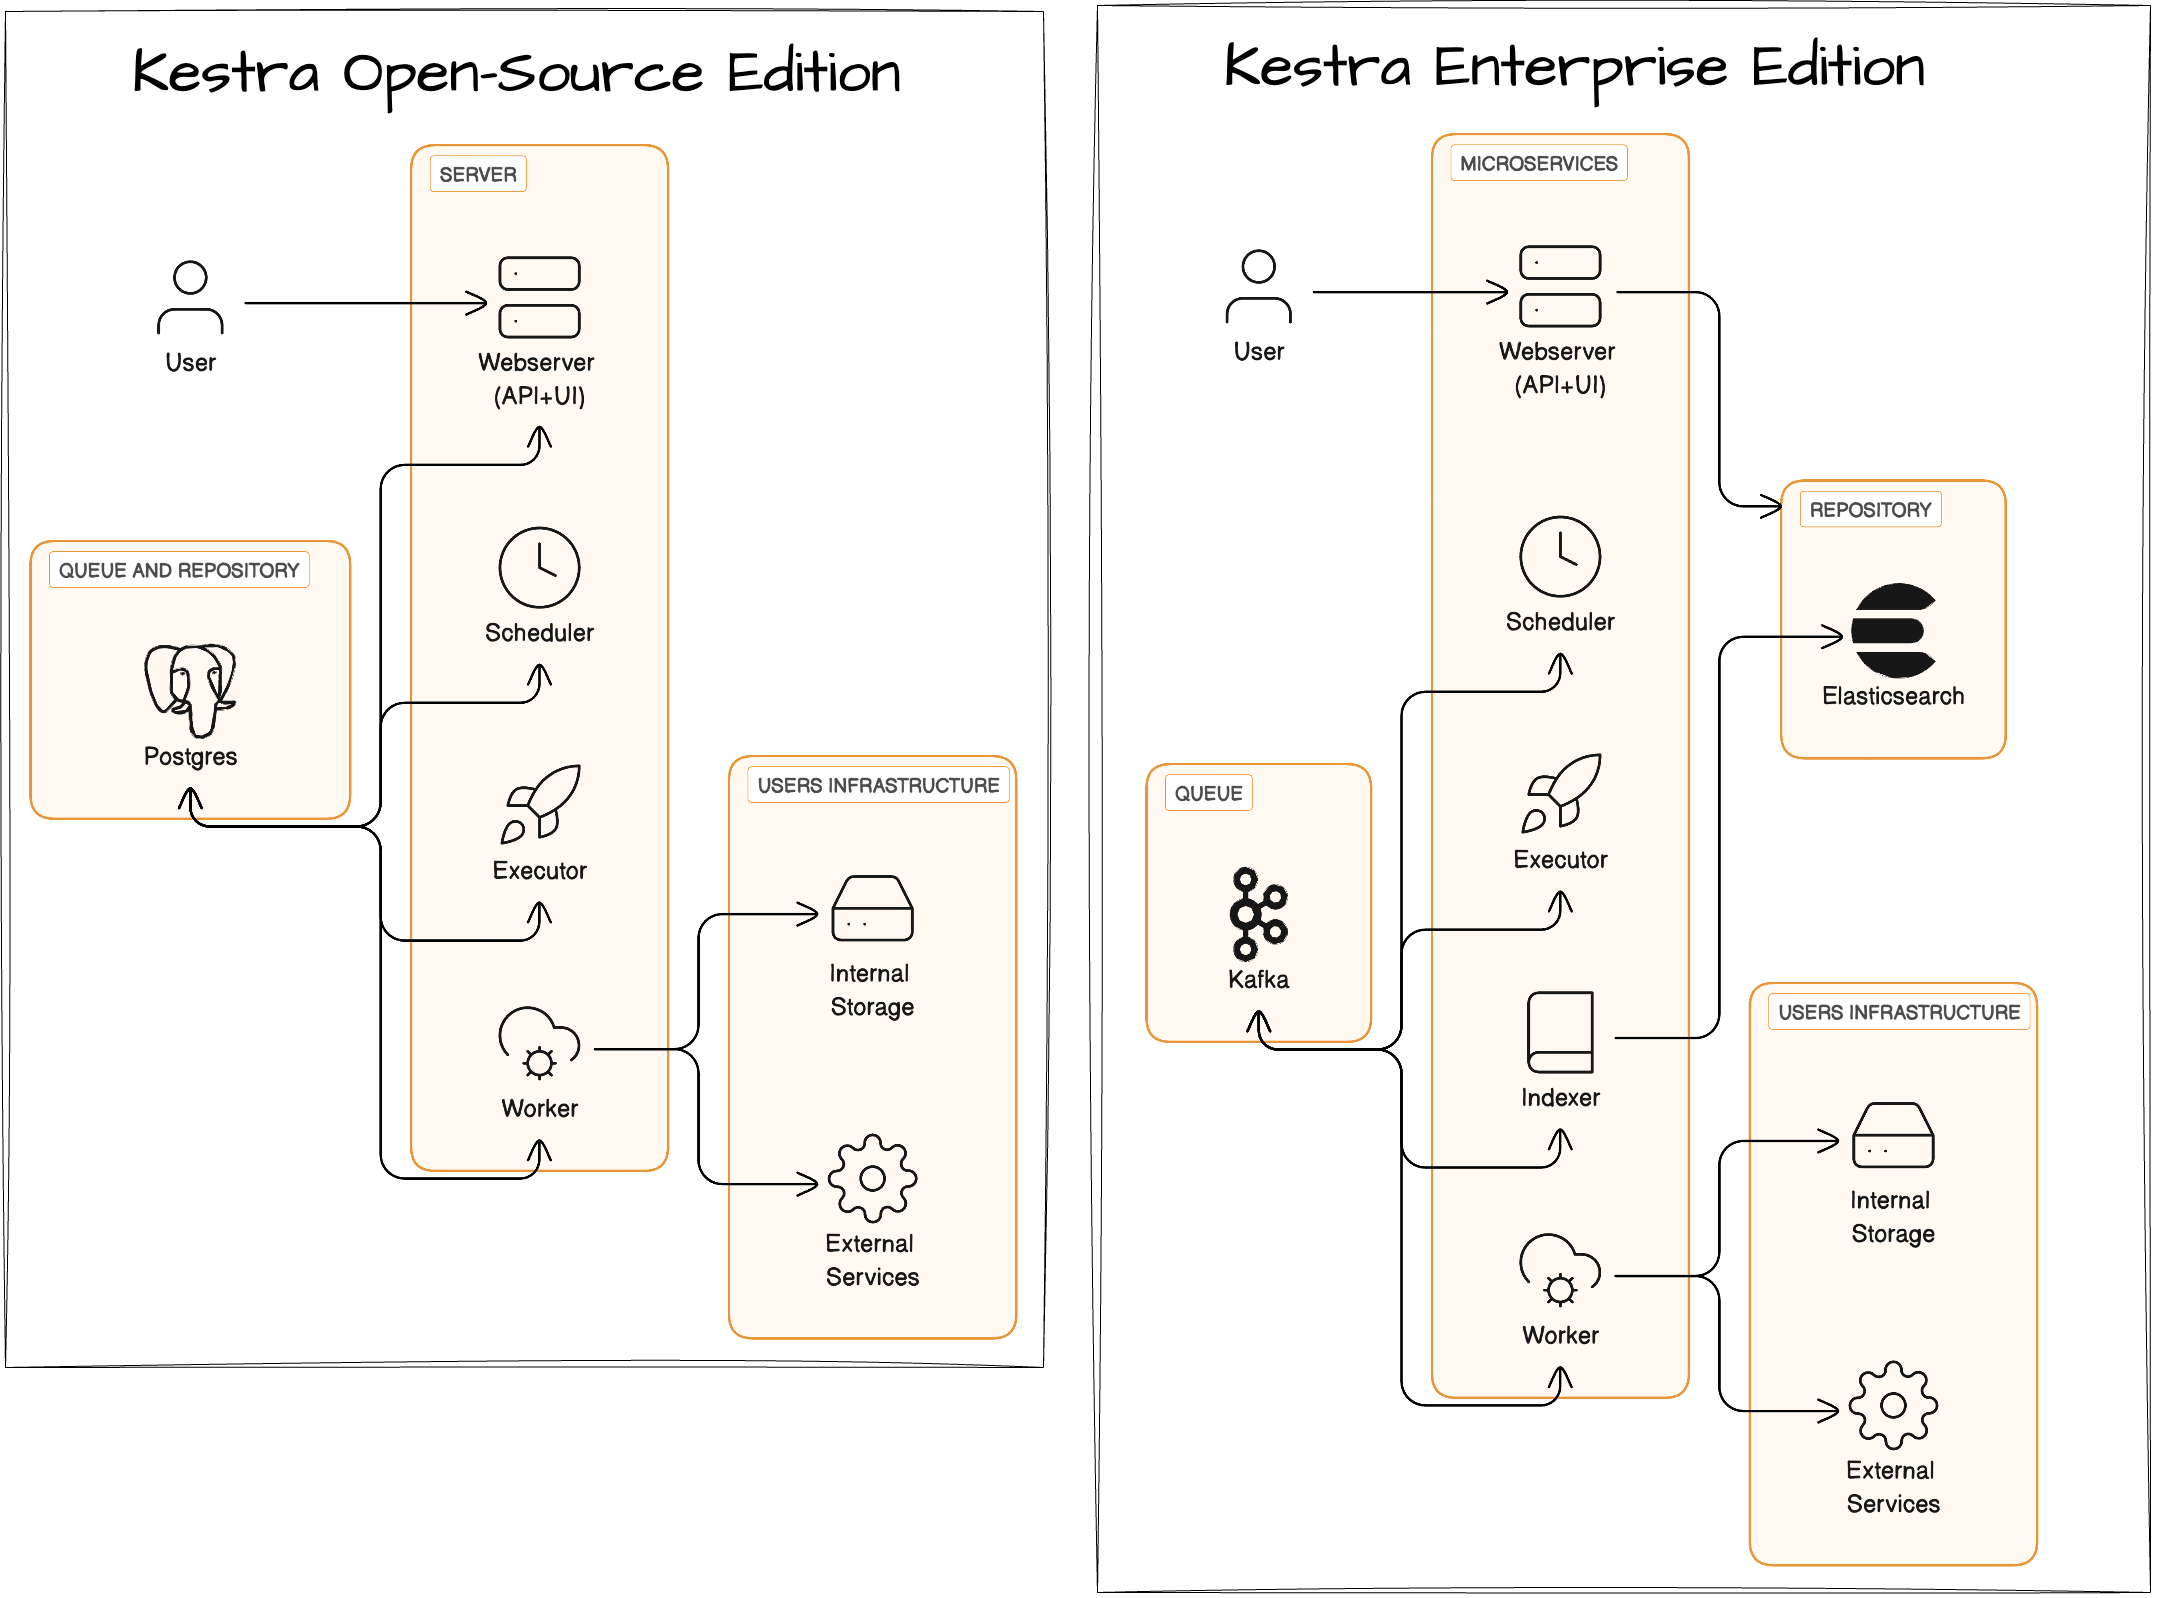 Kestra Open-Source Edition
SERVER
User
Webserver
(API+UI)
QUEUE AND REPOSITORY
Postgres
Scheduler
Executor
Worker
USERS INFRASTRUCTURE
Internal
Storage
External
Services
Kestra Enterprise Edition
MICROSERVICES
User
Webserver
(API+UI)
REPOSITORY
Elasticsearch
Scheduler
QUEUE
Kafka
Executor
Indexer
Worker
USERS INFRASTRUCTURE
Internal
Storage
External
Services